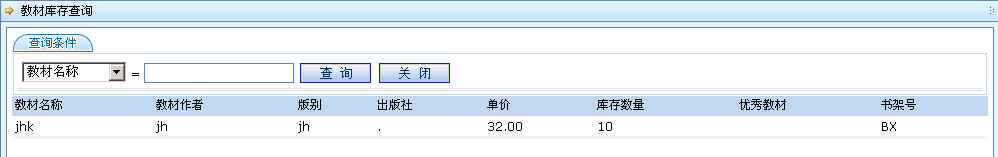 教材库存查询
查询条件
教材名称 = 查 询 关 闭
教材名称 教材作者 版别 出版社 单价 库存数量 优秀教材 书架号
jhk jh jh . 32.00 10 BX